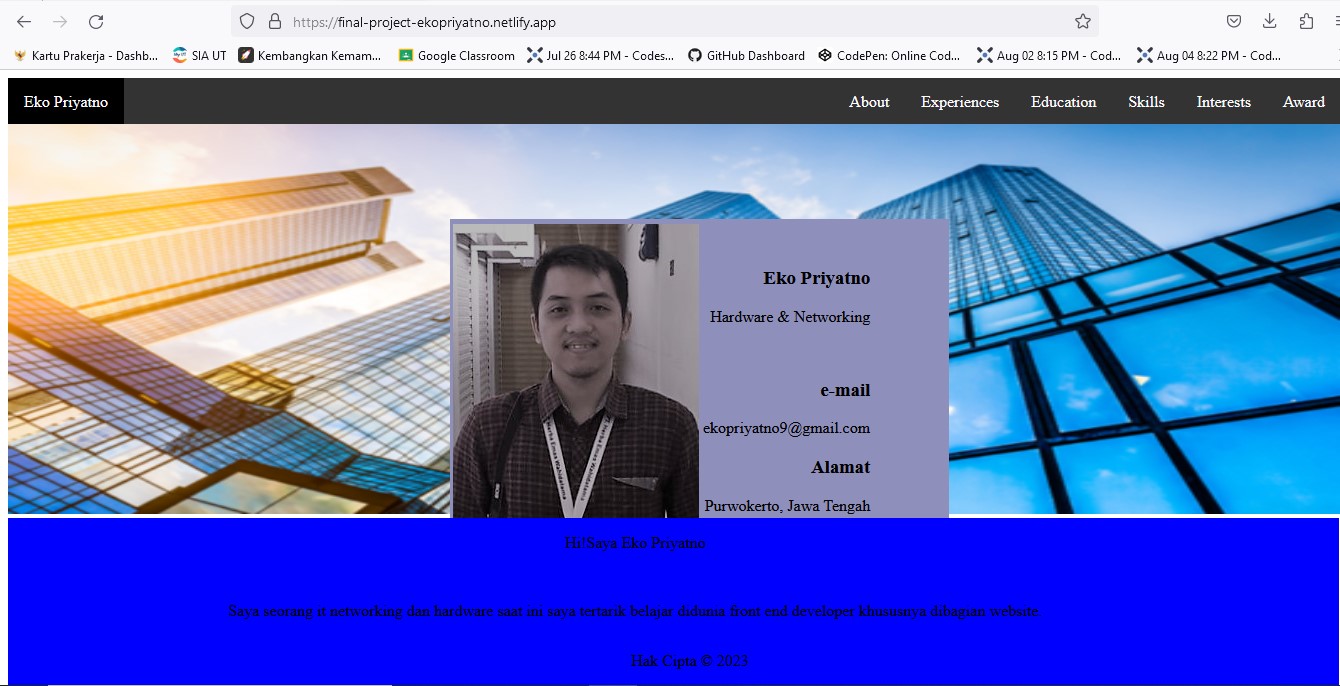 https://final-project-ekopriyatno.netlify.app
Kartu Prakerja - Dashb... SIA UT Kembangkan Kemam... Google Classroom Jul 26 8:44 PM - Codes... GitHub Dashboard CodePen: Online Cod... Aug 02 8:15 PM - Cod... Aug 04 8:22 PM - Cod...
Eko Priyatno About Experiences Education Skills Interests Award
Eko Priyatno
Hardware & Networking
e-mail
ekopriyatno9@gmail.com
Alamat
Purwokerto, Jawa Tengah
Hi!Saya Eko Priyatno
Saya seorang it networking dan hardware saat ini saya tertarik belajar didunia front end developer khususnya dibagian website.
Hak Cipta © 2023